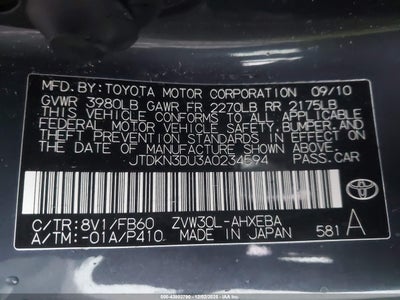 MFD.BY:TOYOTA MOTOR CORPORATION 09/10
GVWR 3980LB GAWR FR 2270LB RR 2175LB
THIS VEHICLE CONFORMS TO ALL APPLICABLE
FEDERAL MOTOR VEHICLE SAFETY,BUMPER,AND
THEFT PREVENTION STANDARDS IN EFFECT ON
THE DATE OF MANUFACTURE SHOWN ABOVE.
JTDKN3DU3A0234594 PASS.CAR
C/TR:8V1/FB60 ZVW30L-AHXEBA
A/TM:-01A/P410 MADE IN JAPAN 581 A
TOYOTA